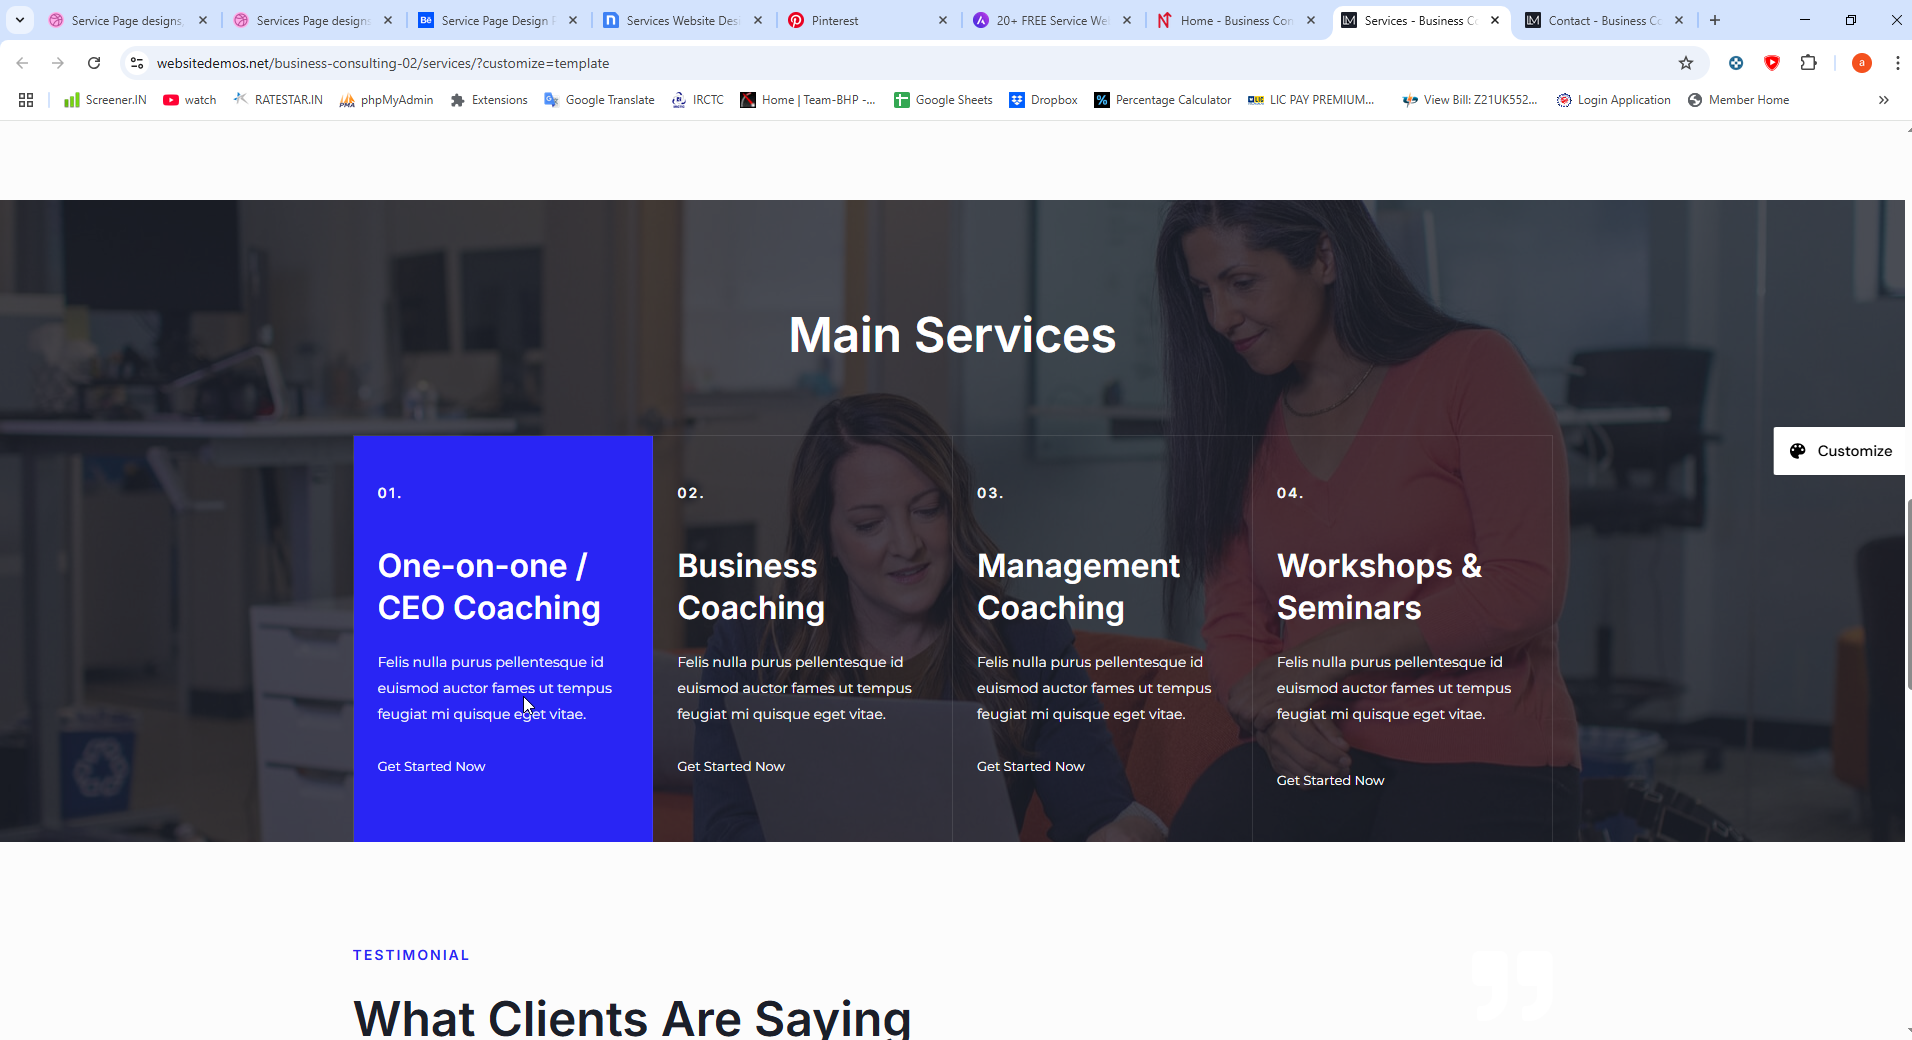 Service Page designs,
Services Page designs
Service Page Design
Services Website Des
Pinterest
20+ FREE Service We
Home - Business Con
Services - Business C
Contact - Business Co
websitedemos.net/business-consulting-02/services/?customize=template
a
Screener.IN
watch
RATESTAR.IN
phpMyAdmin
Extensions
Google Translate
IRCTC
Home | Team-BHP -...
Google Sheets
Dropbox
Percentage Calculator
LIC PAY PREMIUM...
View Bill: Z21UK552...
Login Application
Member Home
Main Services
Customize
01.
One-on-one /
CEO Coaching
Felis nulla purus pellentesque id
euismod auctor fames ut tempus
feugiat mi quisque eget vitae.
Get Started Now
02.
Business
Coaching
Felis nulla purus pellentesque id
euismod auctor fames ut tempus
feugiat mi quisque eget vitae.
Get Started Now
03.
Management
Coaching
Felis nulla purus pellentesque id
euismod auctor fames ut tempus
feugiat mi quisque eget vitae.
Get Started Now
04.
Workshops &
Seminars
Felis nulla purus pellentesque id
euismod auctor fames ut tempus
feugiat mi quisque eget vitae.
Get Started Now
TESTIMONIAL
What Clients Are Saying